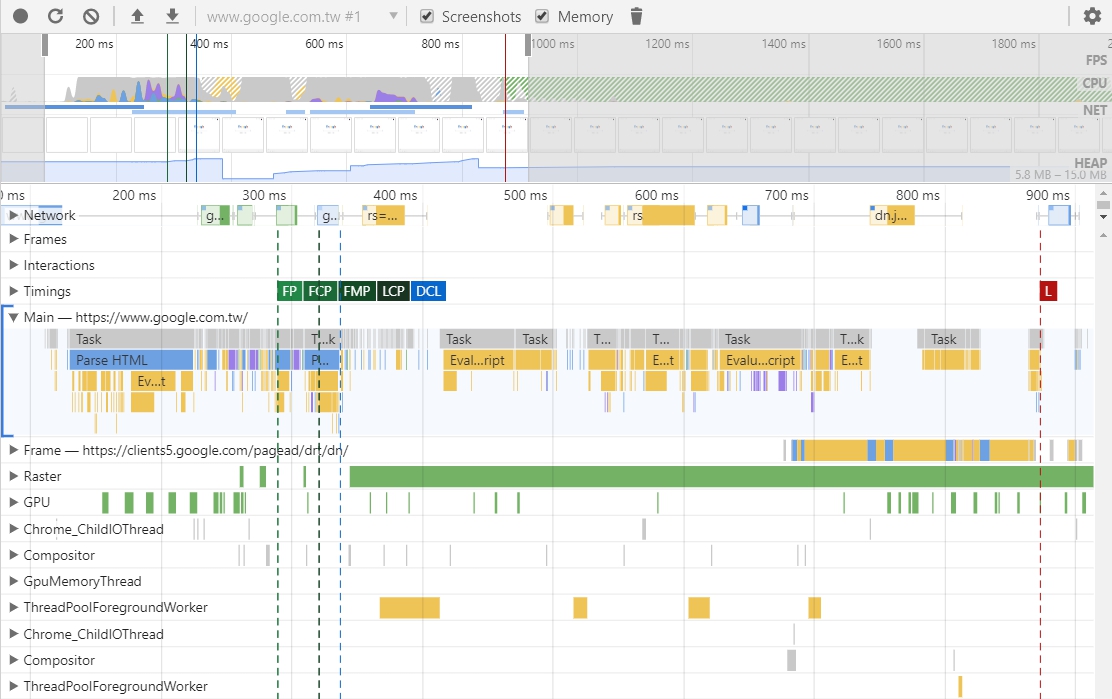 www.google.com.tw #1 Screenshots Memory
200 ms 400 ms 600 ms 800 ms 1000 ms 1200 ms 1400 ms 1600 ms 1800 ms 2
FPS
CPU
NET
HEAP
5.8 MB – 15.0 MB
ms 200 ms 300 ms 400 ms 500 ms 600 ms 700 ms 800 ms 900 ms
Network g... g.. rs=... rs dn.j...
Frames
Interactions
Timings FP FCP FMP LCP DCL L
Main — https://www.google.com.tw/
Task T...k Task Task T... T... Task T...k Task
Parse HTML P(... Eval...ript E...t Evalu...cript E...t
Ev...t
Frame — https://clients5.google.com/pagead/drt/dn/
Raster
GPU
Chrome_ChildIOThread
Compositor
GpuMemoryThread
ThreadPoolForegroundWorker
Chrome_ChildIOThread
Compositor
ThreadPoolForegroundWorker